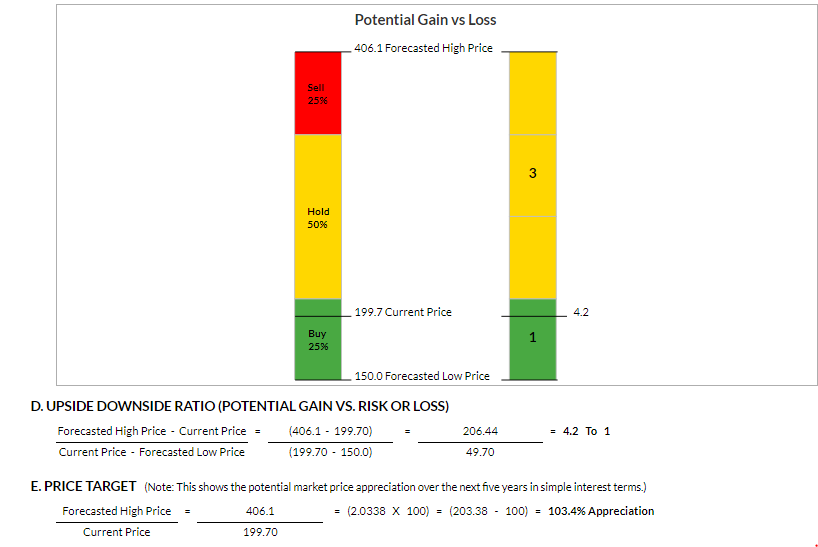 Potential Gain vs Loss
406.1 Forecasted High Price
Sell
25%
3
Hold
50%
199.7 Current Price
4.2
Buy
25%
1
150.0 Forecasted Low Price
D. UPSIDE DOWNSIDE RATIO (POTENTIAL GAIN VS. RISK OR LOSS)
Forecasted High Price - Current Price = (406.1 - 199.70) = 206.44 = 4.2 To 1
Current Price - Forecasted Low Price (199.70 - 150.0) 49.70
E. PRICE TARGET (Note: This shows the potential market price appreciation over the next five years in simple interest terms.)
Forecasted High Price = 406.1 = (2.0338 X 100) = (203.38 - 100) = 103.4% Appreciation
Current Price 199.70